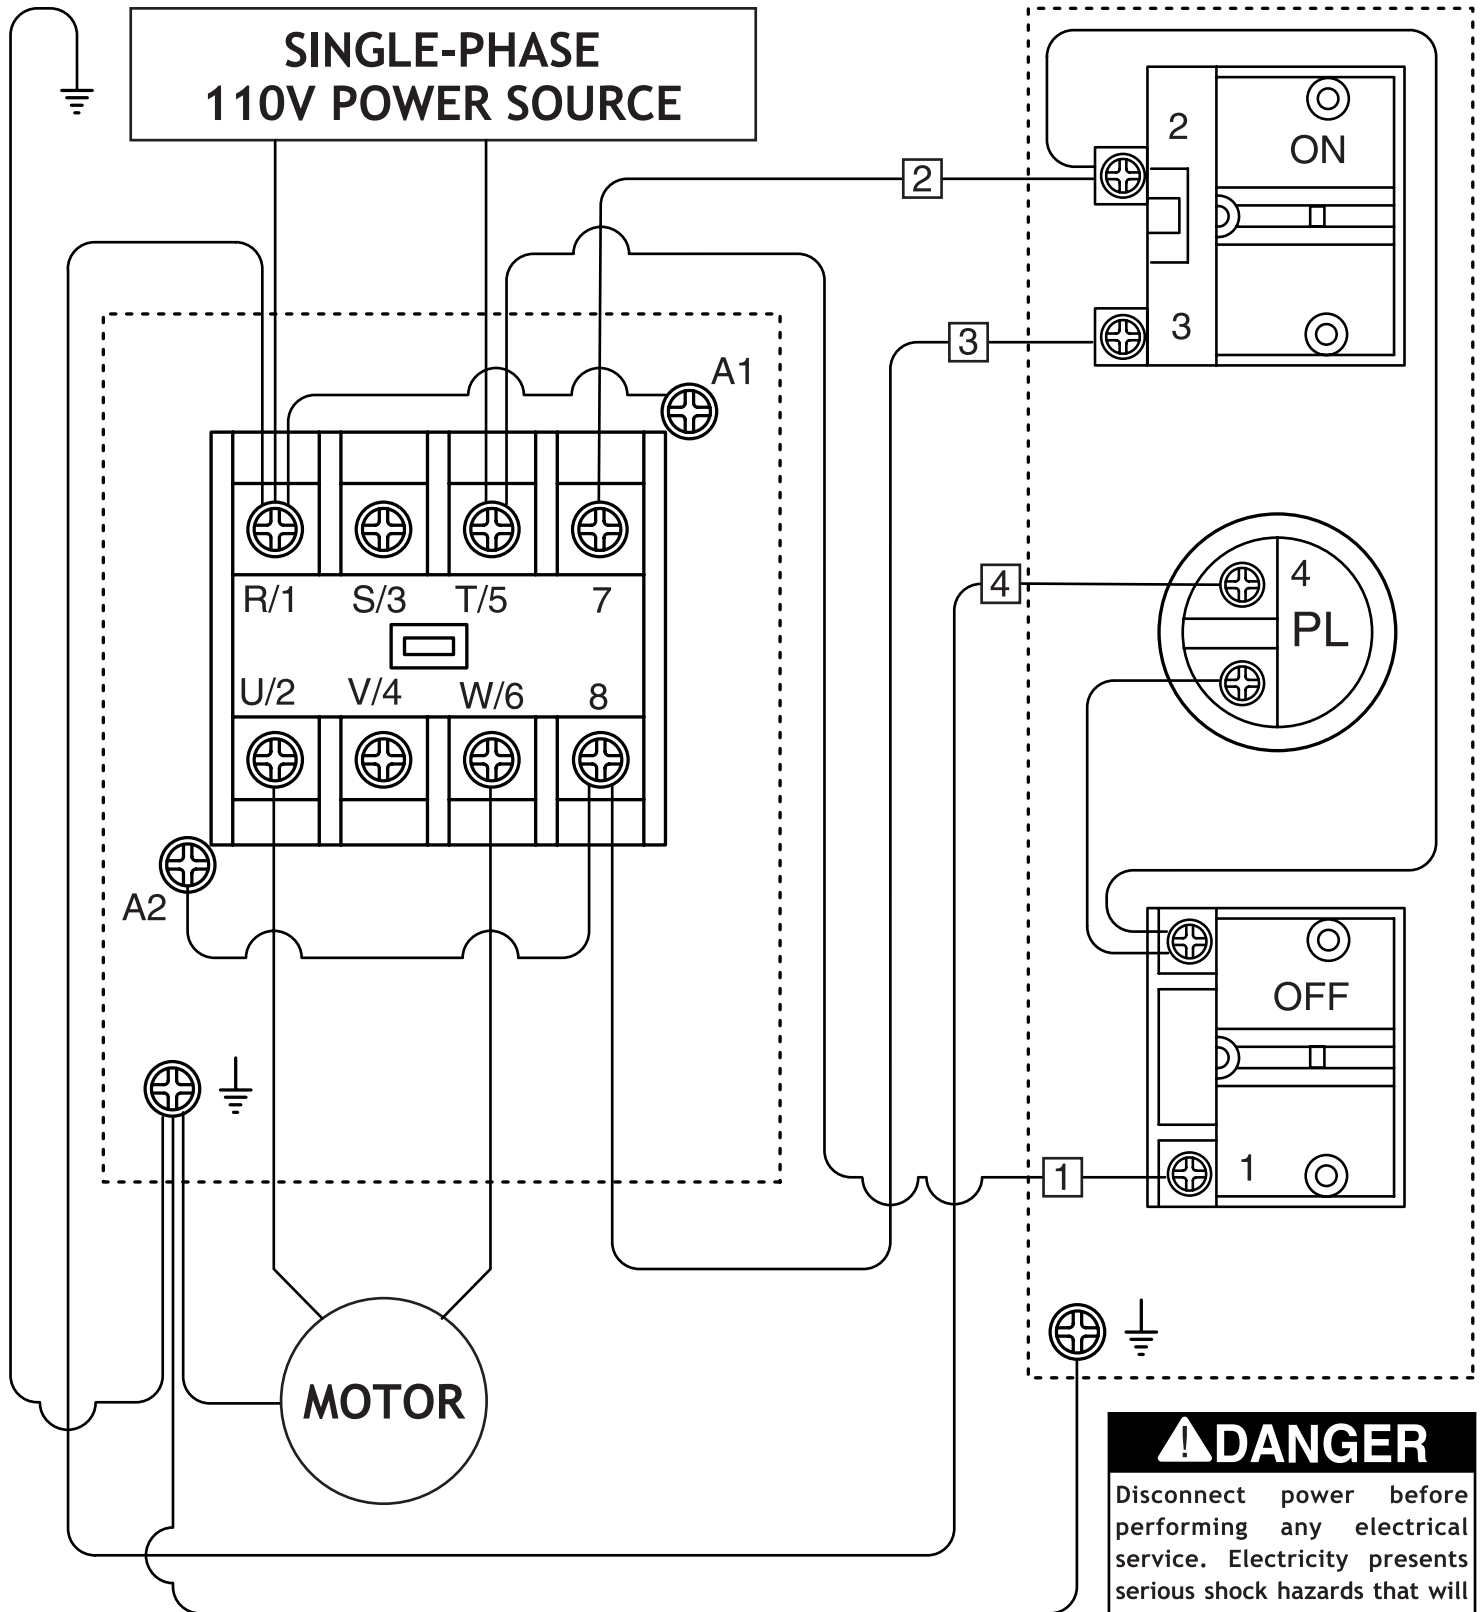 SINGLE-PHASE
110V POWER SOURCE
2
ON
2
3
3
A1
R/1 S/3 T/5 7
4
4
PL
U/2 V/4 W/6 8
A2
OFF
1
1
MOTOR
DANGER
Disconnect power before
performing any electrical
service. Electricity presents
serious shock hazards that will